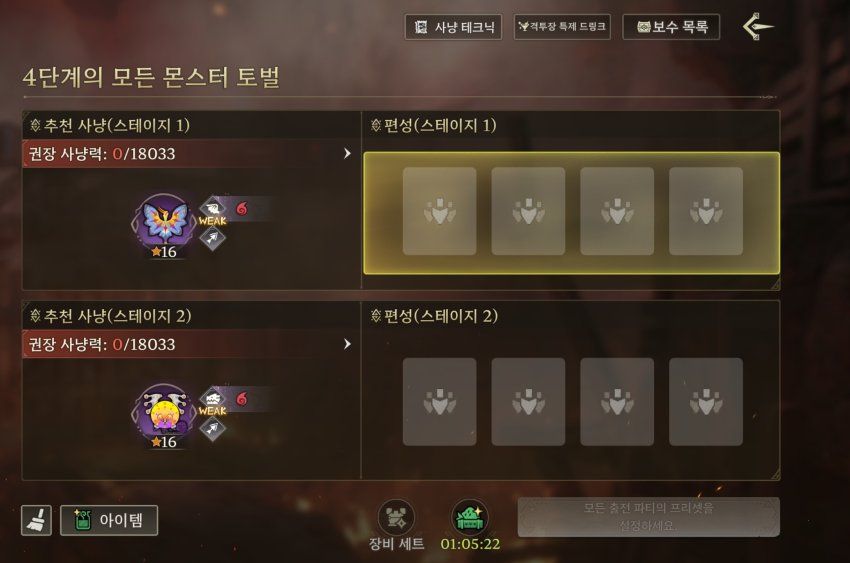 사냥 테크닉
격투장 특제 드링크
보수 목록
4단계의 모든 몬스터 토벌
추천 사냥(스테이지 1)
편성(스테이지 1)
권장 사냥력: 0/18033
WEAK
★16
추천 사냥(스테이지 2)
편성(스테이지 2)
권장 사냥력: 0/18033
WEAK
★16
아이템
장비 세트
01:05:22
모든 출전 파티의 프리셋을
설정하세요.